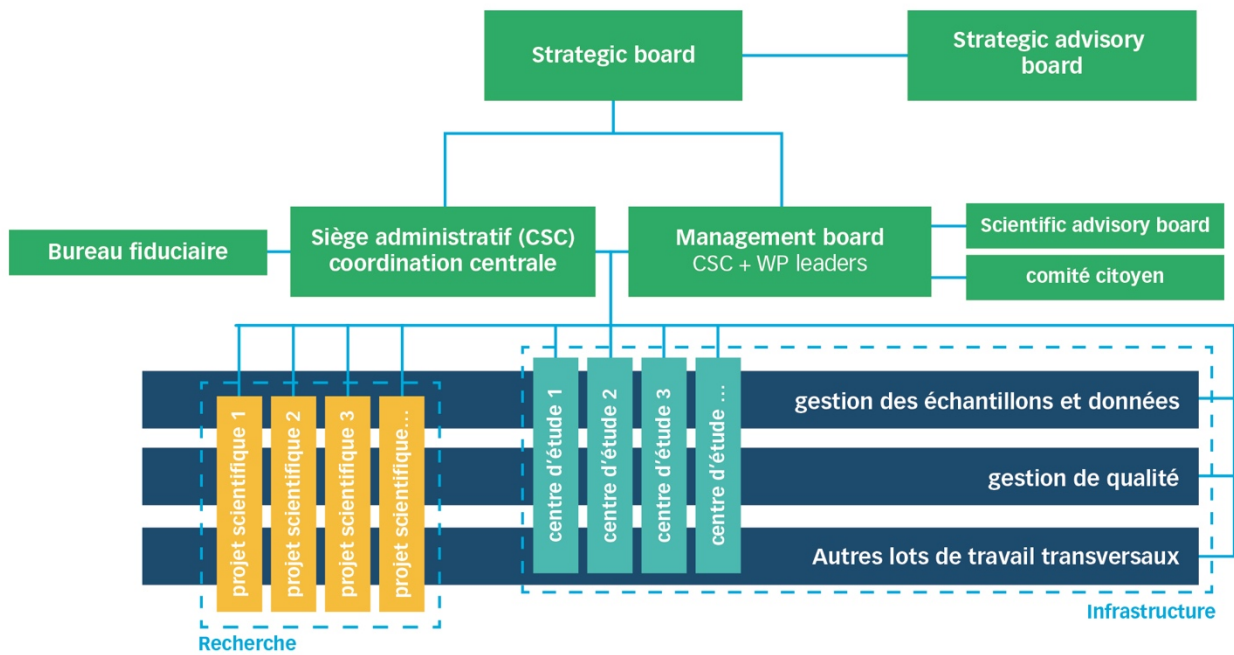 Strategic board
Strategic advisory
board
Bureau fiduciaire
Siège administratif (CSC)
coordination centrale
Management board
CSC + WP leaders
Scientific advisory board
comité citoyen
projet scientifique 1
projet scientifique 2
projet scientifique 3
projet scientifique...
centre d'étude 1
centre d'étude 2
centre d'étude 3
centre d'étude ...
gestion des échantillons et données
gestion de qualité
Autres lots de travail transversaux
Recherche
Infrastructure